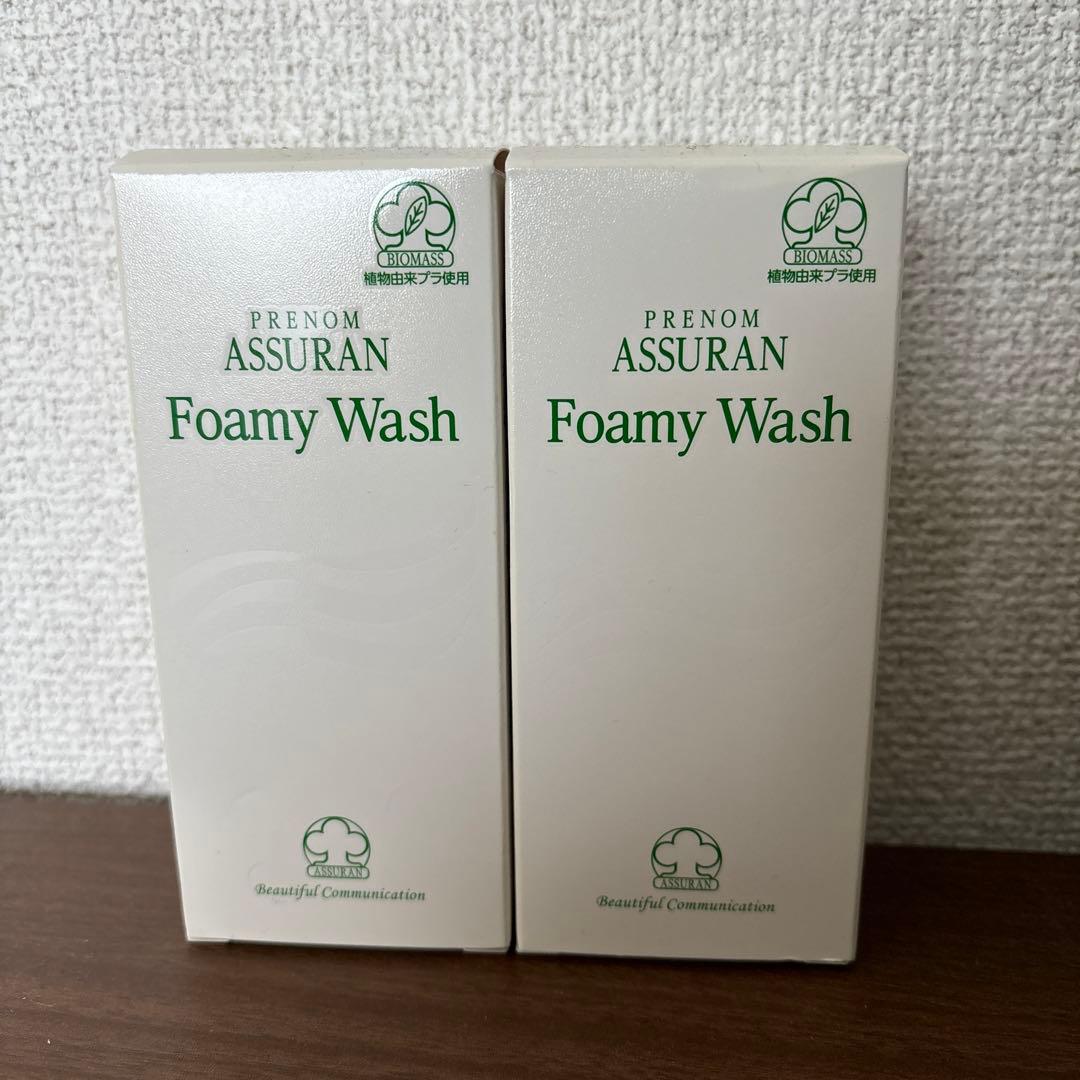 BIOMASS
植物由来プラ使用
PRENOM
ASSURAN
Foamy Wash
ASSURAN
Beautiful Communication
BIOMASS
植物由来プラ使用
PRENOM
ASSURAN
Foamy Wash
ASSURAN
Beautiful Communication